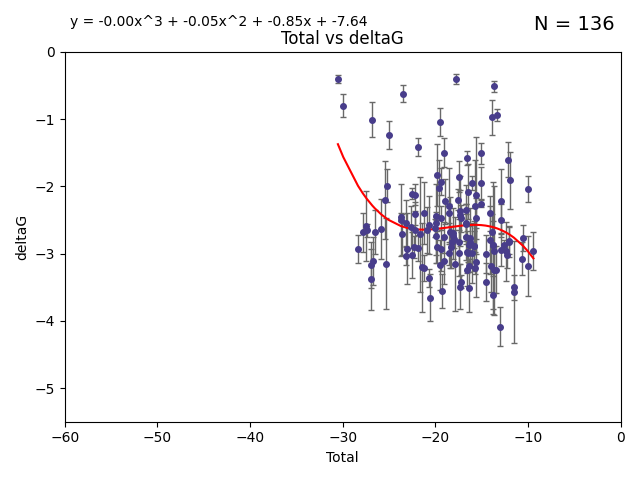 y = -0.00x^3 + -0.05x^2 + -0.85x + -7.64
N = 136
Total vs deltaG
0
−1
−2
−3
−4
−5
deltaG
−60 −50 −40 −30 −20 −10 0
Total